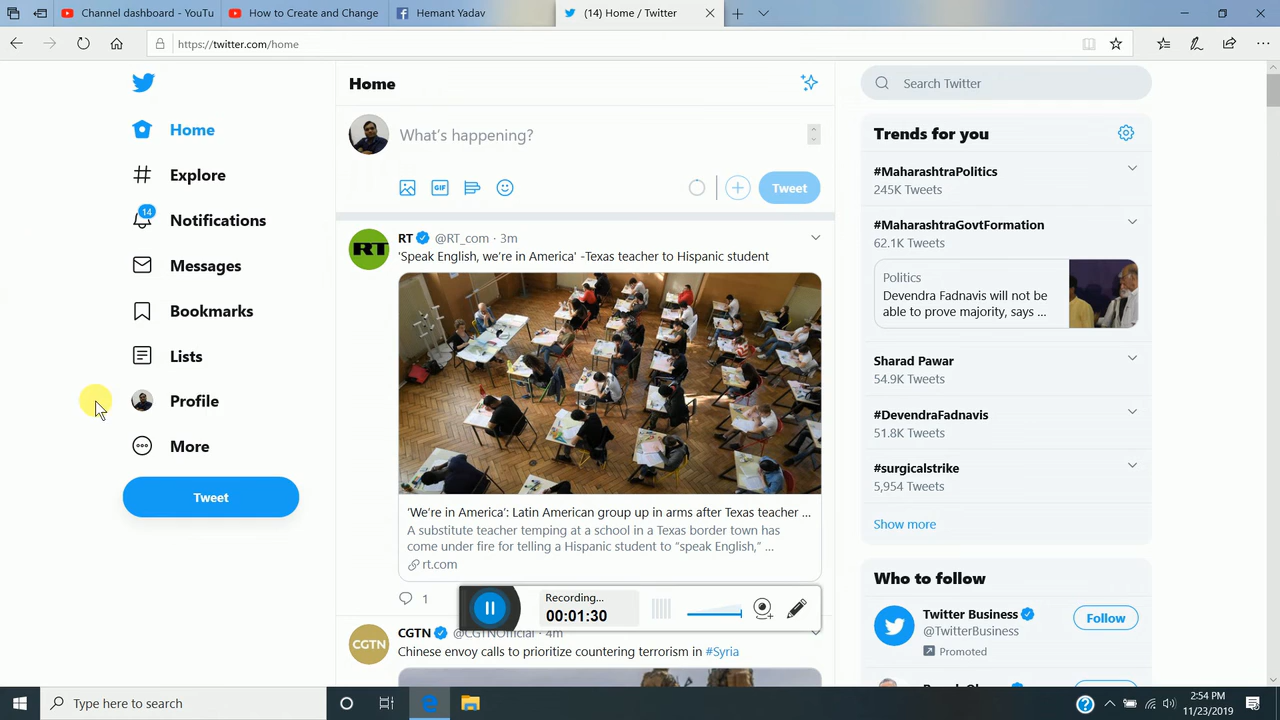 Channel dashboard - YouTu
How to Create and Change
Hemant Yadav
(14) Home / Twitter
https://twitter.com/home
Home
Explore
14
Notifications
Messages
Bookmarks
Lists
Profile
More
Tweet
Home
What's happening?
GIF
Tweet
RT @RT_com · 3m
'Speak English, we're in America' -Texas teacher to Hispanic student
'We're in America': Latin American group up in arms after Texas teacher ...
A substitute teacher temping at a school in a Texas border town has
come under fire for telling a Hispanic student to "speak English," ...
rt.com
1
Recording...
00:01:30
CGTN @CGTNOfficial · 4m
Chinese envoy calls to prioritize countering terrorism in #Syria
Search Twitter
Trends for you
#MaharashtraPolitics
245K Tweets
#MaharashtraGovtFormation
62.1K Tweets
Politics
Devendra Fadnavis will not be
able to prove majority, says ...
Sharad Pawar
54.9K Tweets
#DevendraFadnavis
51.8K Tweets
#surgicalstrike
5,954 Tweets
Show more
Who to follow
Twitter Business
@TwitterBusiness
Follow
Promoted
Type here to search
2:54 PM
11/23/2019